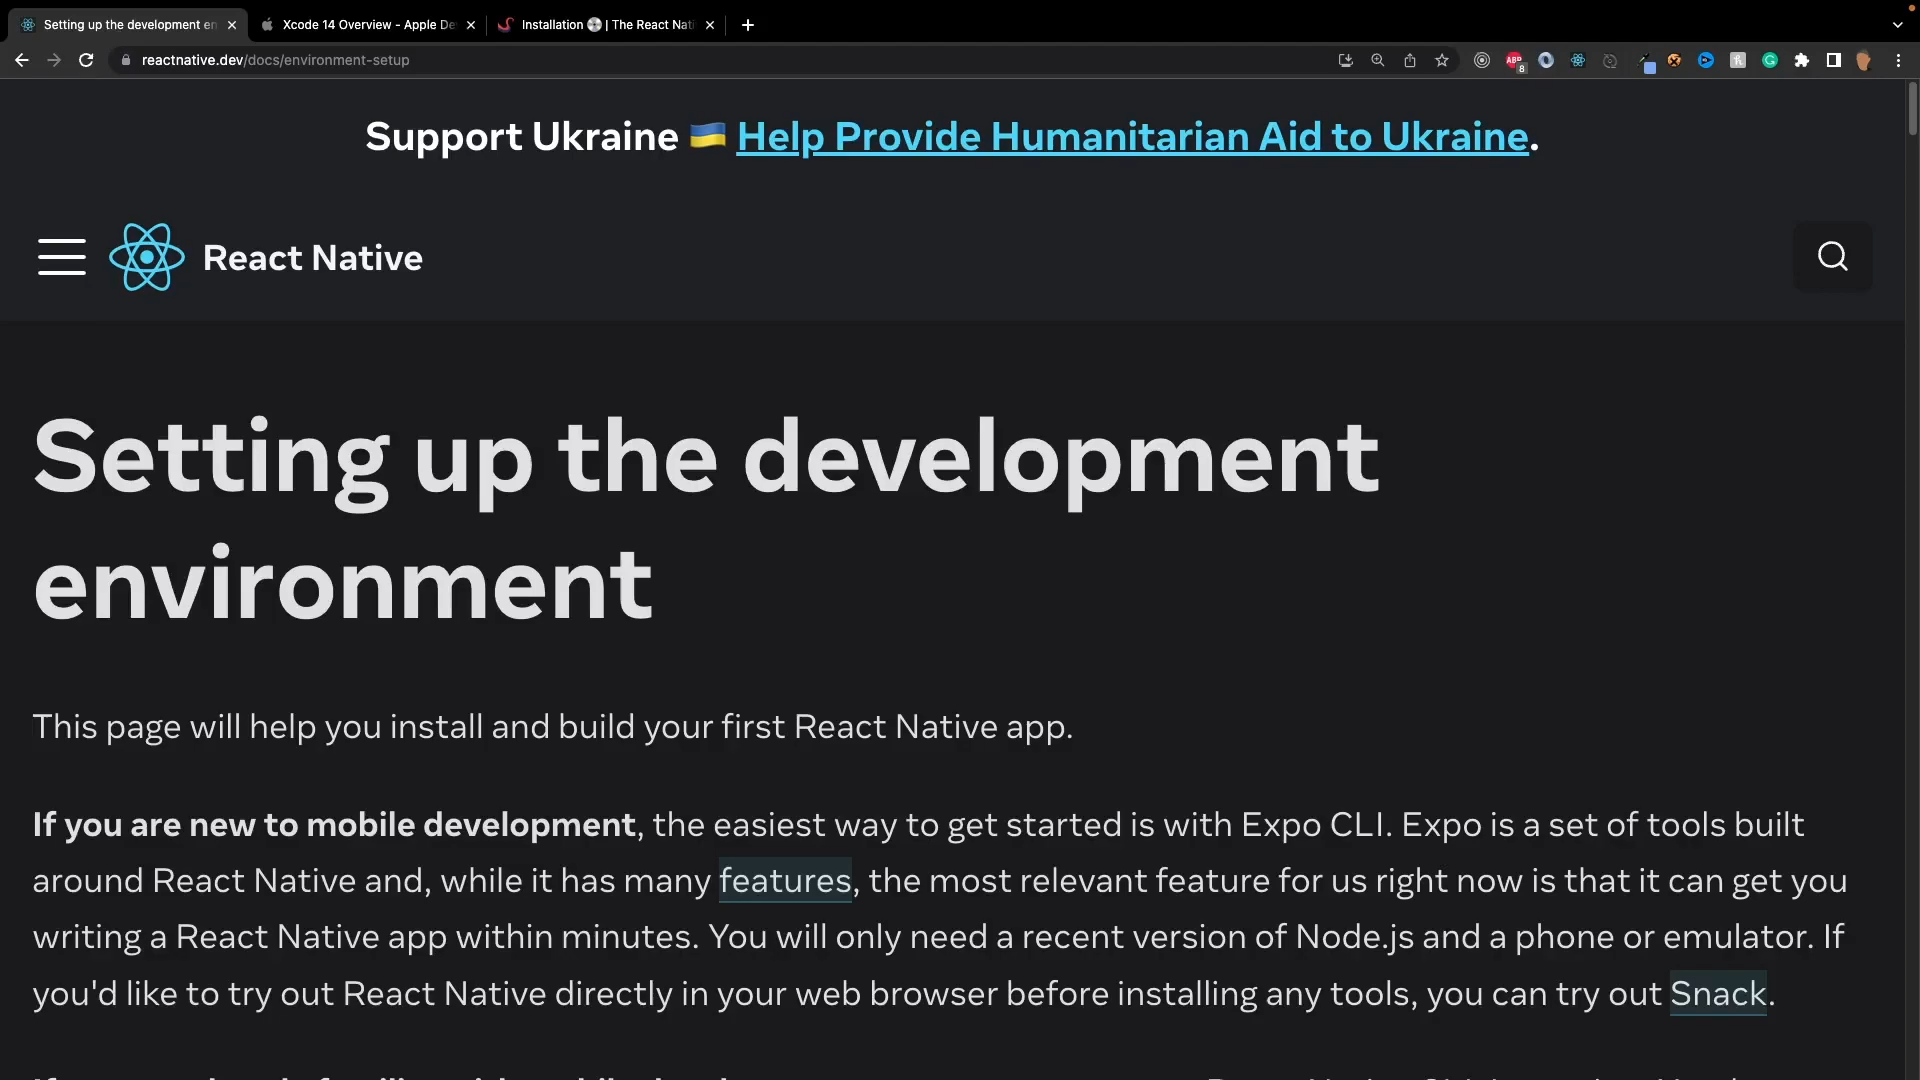 Setting up the development en
Xcode 14 Overview - Apple De
Installation 💿 | The React Nati
reactnative.dev/docs/environment-setup
ABP
8
Support Ukraine 🇺🇦 Help Provide Humanitarian Aid to Ukraine.
React Native
Setting up the development
environment
This page will help you install and build your first React Native app.
If you are new to mobile development, the easiest way to get started is with Expo CLI. Expo is a set of tools built
around React Native and, while it has many features, the most relevant feature for us right now is that it can get you
writing a React Native app within minutes. You will only need a recent version of Node.js and a phone or emulator. If
you'd like to try out React Native directly in your web browser before installing any tools, you can try out Snack.